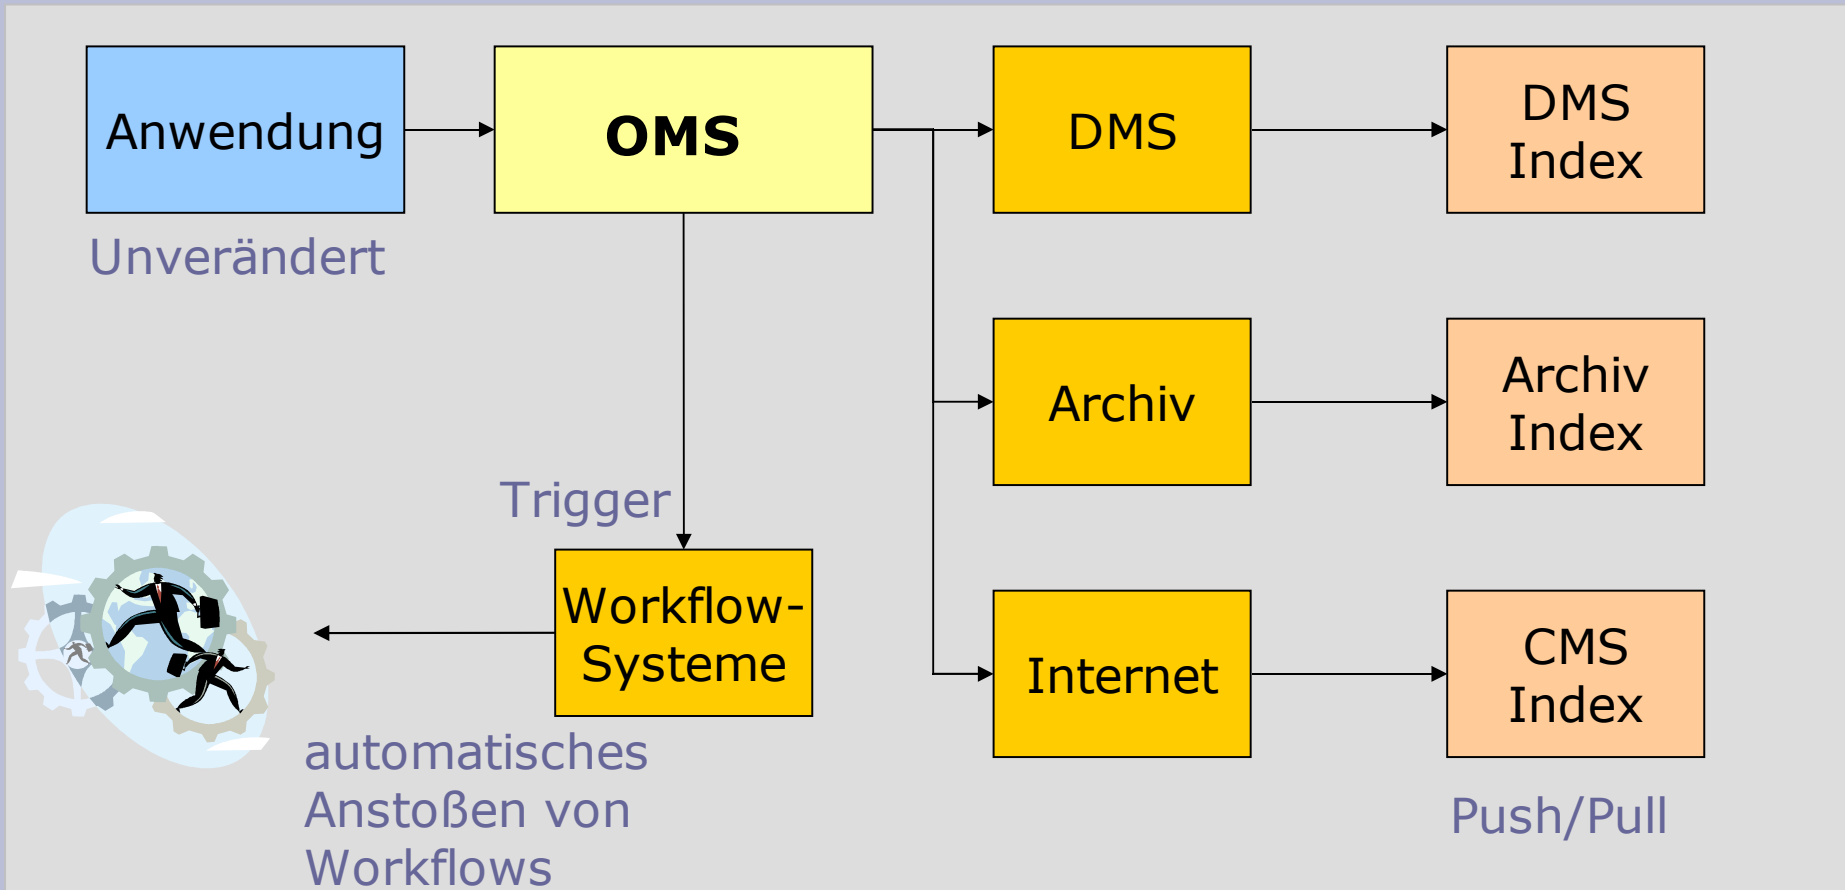 Anwendung
OMS
DMS
DMS
Index
Unverändert
Archiv
Archiv
Index
Trigger
Workflow-
Systeme
Internet
CMS
Index
automatisches
Anstoßen von
Workflows
Push/Pull